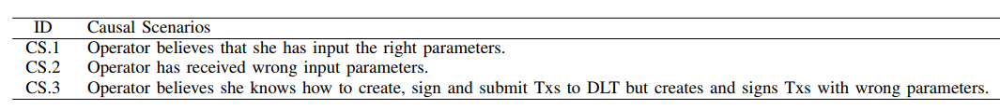 ID Causal Scenarios
CS.1 Operator believes that she has input the right parameters.
CS.2 Operator has received wrong input parameters.
CS.3 Operator believes she knows how to create, sign and submit Txs to DLT but creates and signs Txs with wrong parameters.